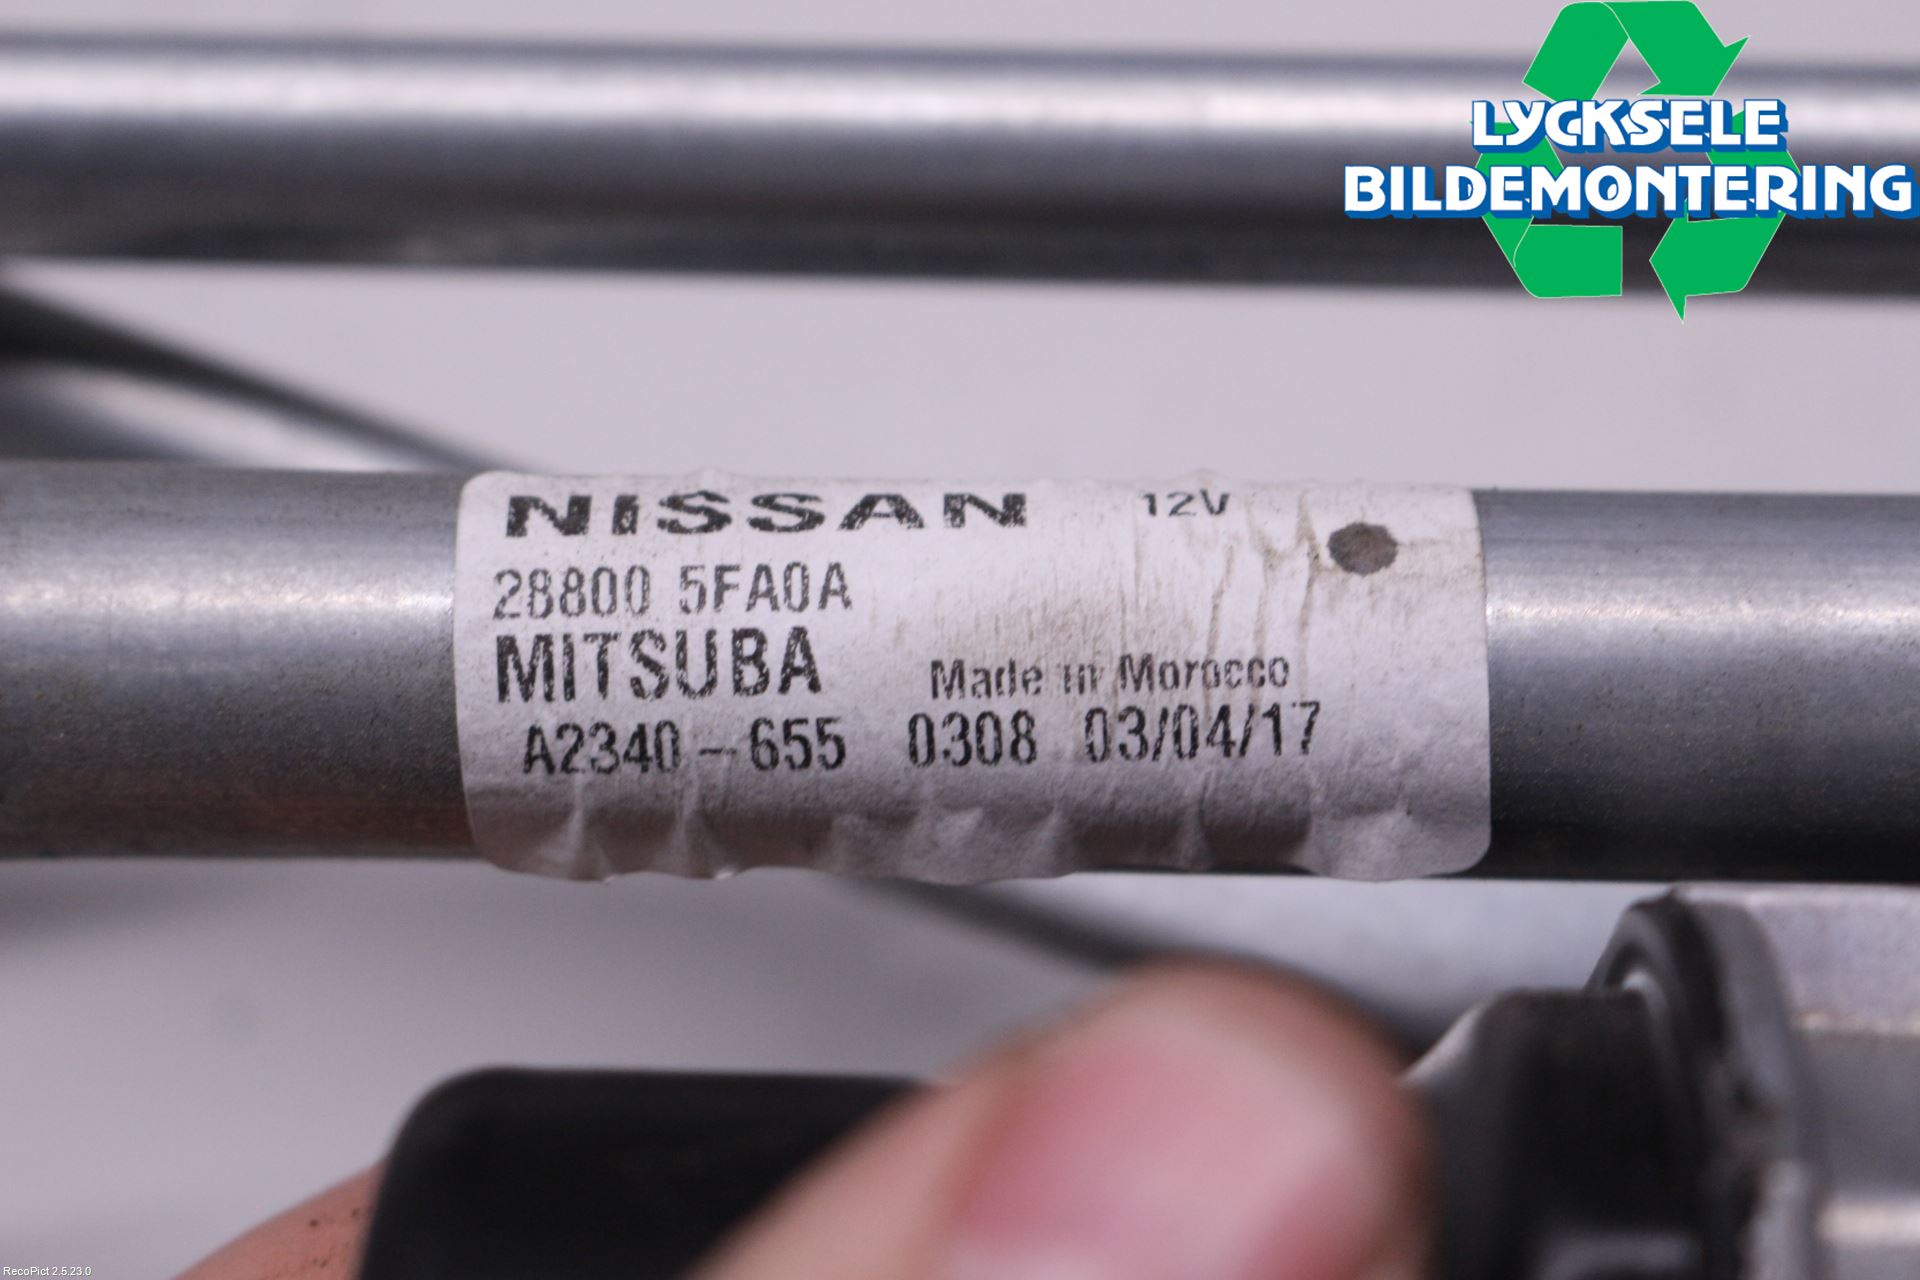 LYCKSELE
BILDEMONTERING
NISSAN 12V
28800 5FA0A
MITSUBA Made in Morocco
A2340-655 0308 03/04/17
RecoPict 2.5.23.0